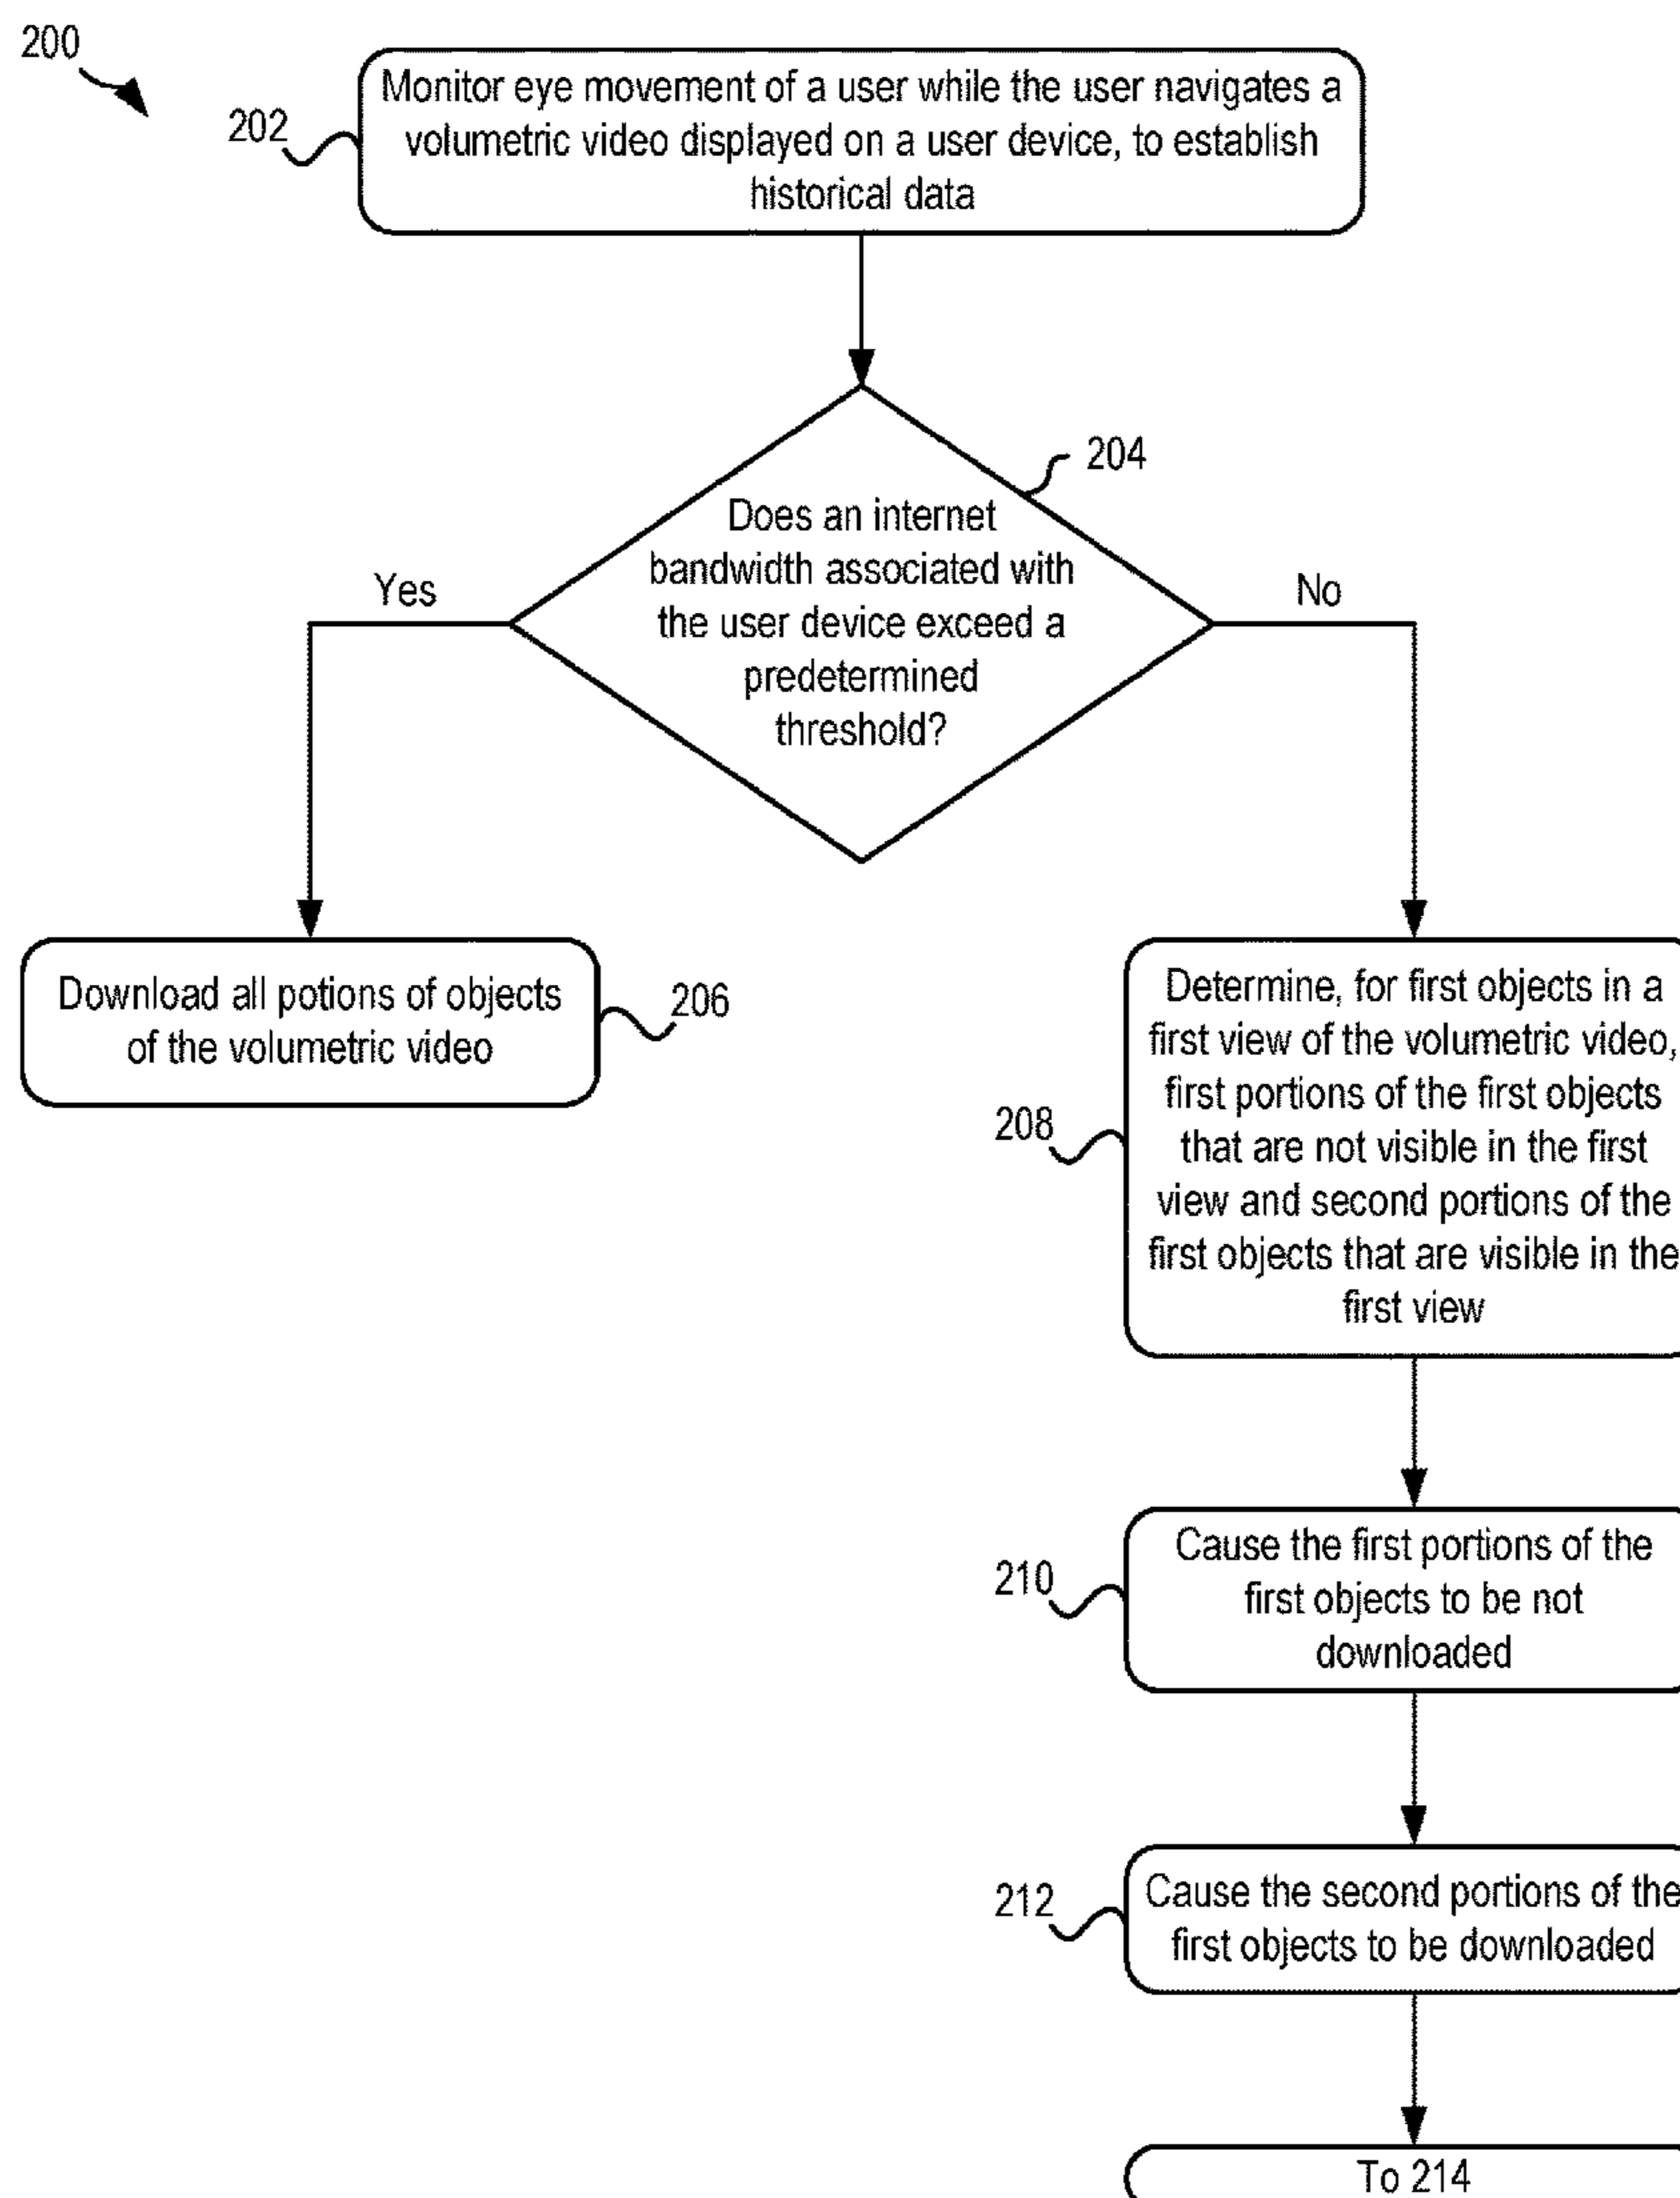 200
202
Monitor eye movement of a user while the user navigates a
volumetric video displayed on a user device, to establish
historical data
204
Does an internet
bandwidth associated with
the user device exceed a
predetermined
threshold?
Yes
No
Download all potions of objects
of the volumetric video
206
208
Determine, for first objects in a
first view of the volumetric video,
first portions of the first objects
that are not visible in the first
view and second portions of the
first objects that are visible in the
first view
210
Cause the first portions of the
first objects to be not
downloaded
212
Cause the second portions of the
first objects to be downloaded
To 214